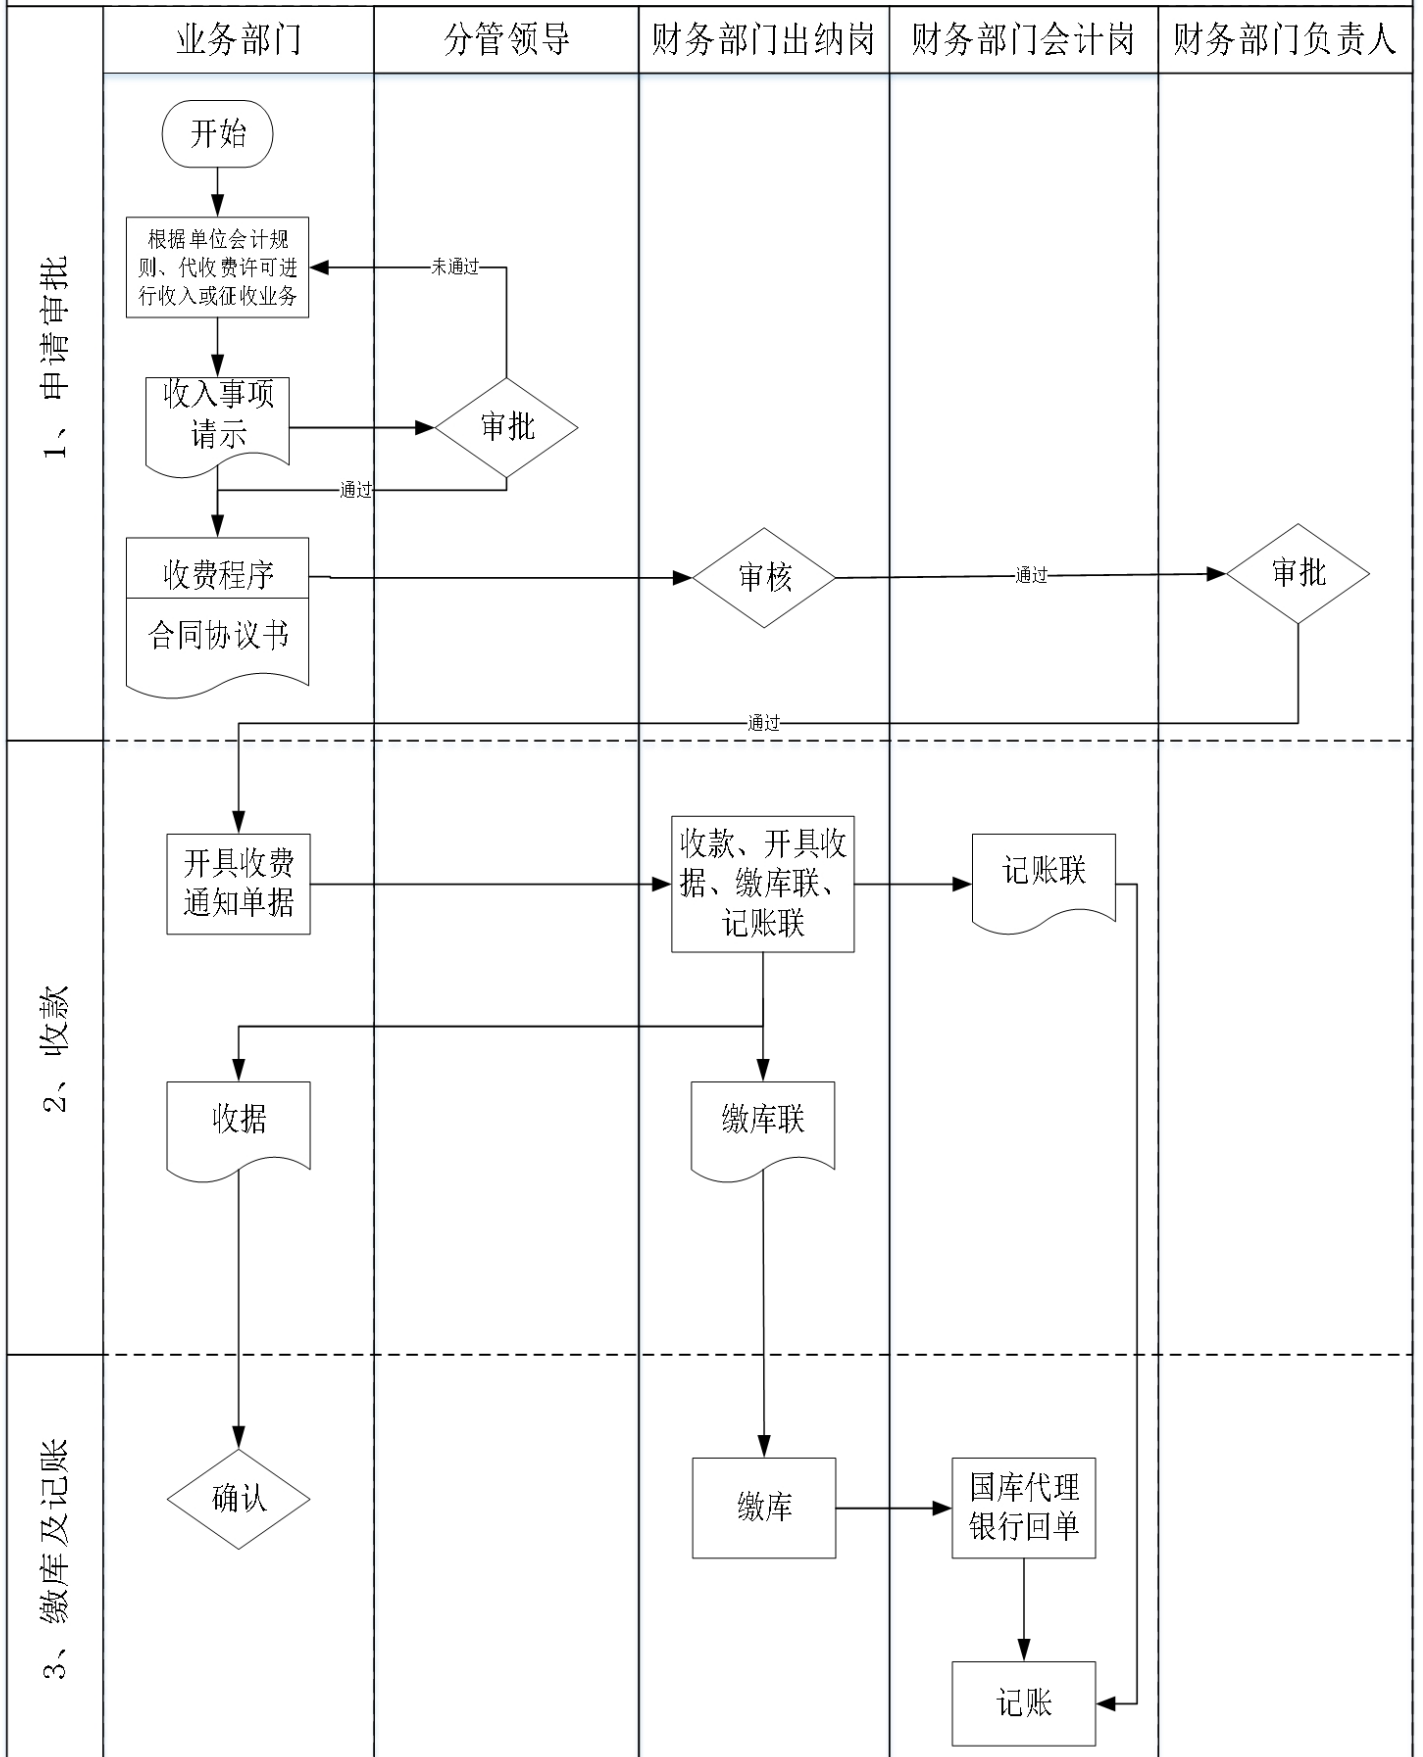 业务部门
分管领导
财务部门出纳岗
财务部门会计岗
财务部门负责人
1、申请审批
开始
根据单位会计规
则、代收费许可进
行收入或征收业务
未通过
收入事项
请示
审批
通过
收费程序
合同协议书
审核
通过
审批
通过
2、收款
开具收费
通知单据
收款、开具收
据、缴库联、
记账联
记账联
收据
缴库联
3、缴库及记账
确认
缴库
国库代理
银行回单
记账